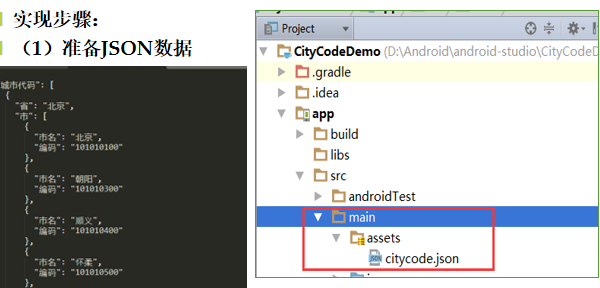 实现步骤：
（1）准备JSON数据
城市代码": [
{
"省": "北京",
"市": [
{
"市名": "北京",
"编码": "101010100"
},
{
"市名": "朝阳",
"编码": "101010300"
},
{
"市名": "顺义",
"编码": "101010400"
},
{
"市名": "怀柔",
"编码": "101010500"
},
Project
CityCodeDemo (D:\Android\android-studio\CityCodeD
.gradle
.idea
app
build
libs
src
androidTest
main
assets
citycode.json